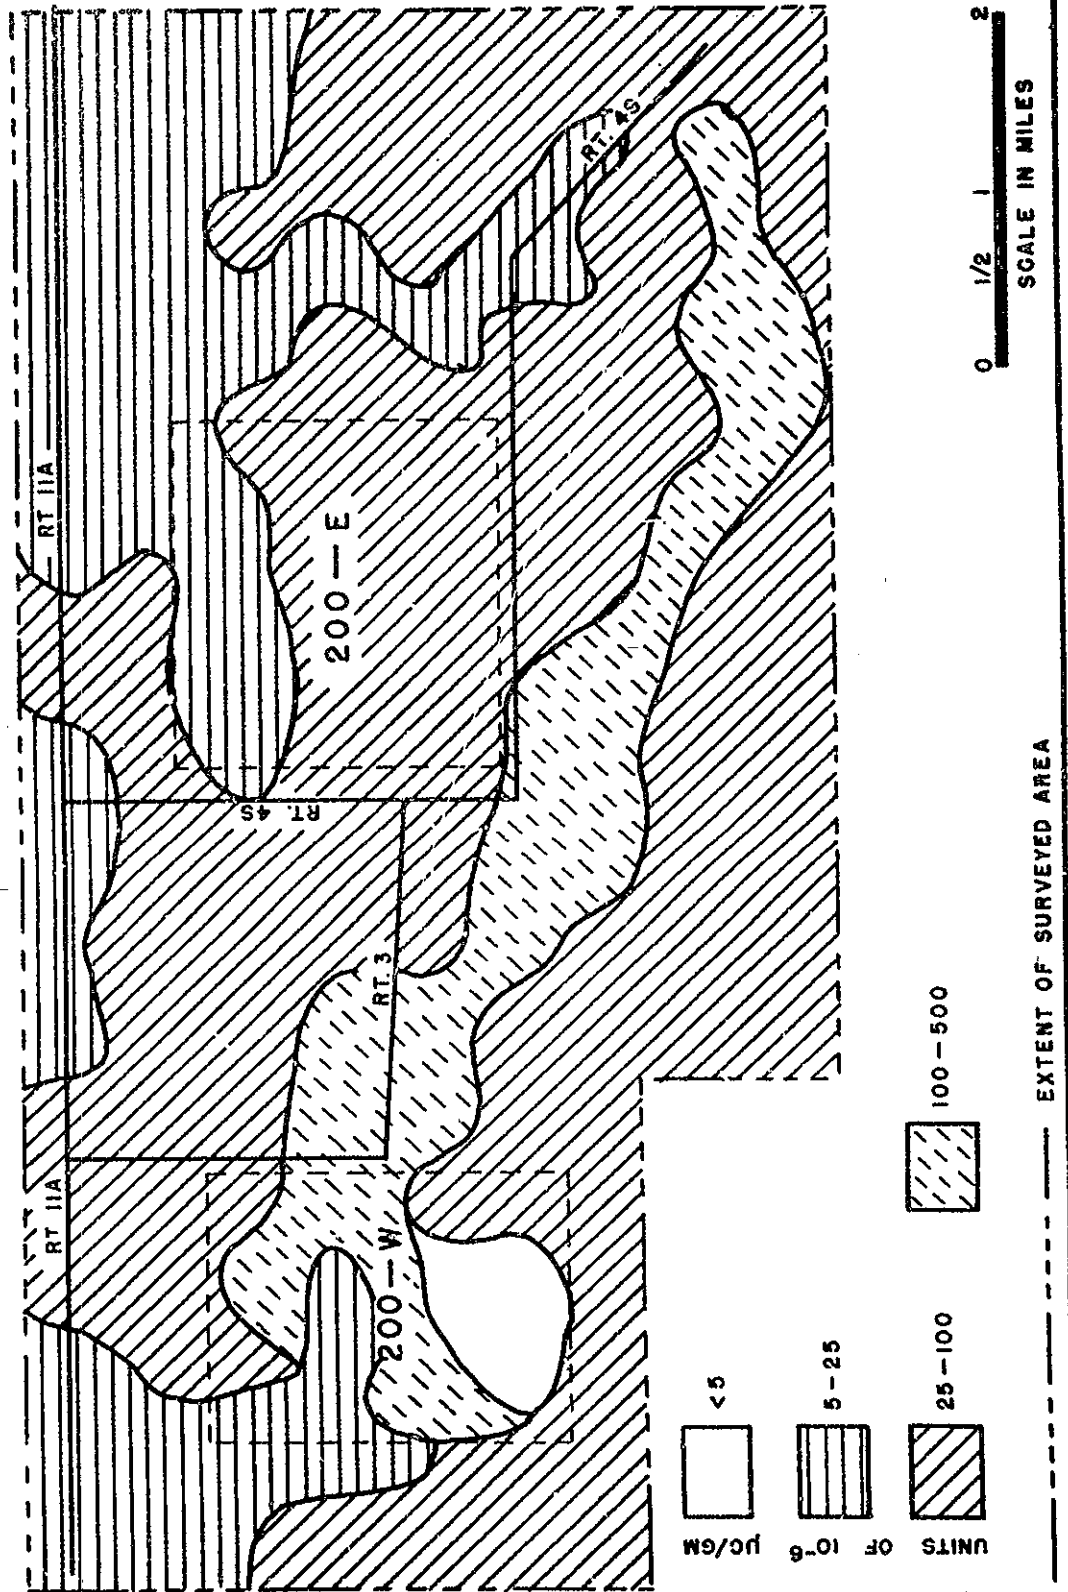 RT 11A
RT 11A
200-E
RT. 4S
RT. 4S
RT. 3
200-W
<5
5-25
25-100
100-500
UNITS OF 10⁻⁶ μC/GM
EXTENT OF SURVEYED AREA
0 1/2 1 2
SCALE IN MILES